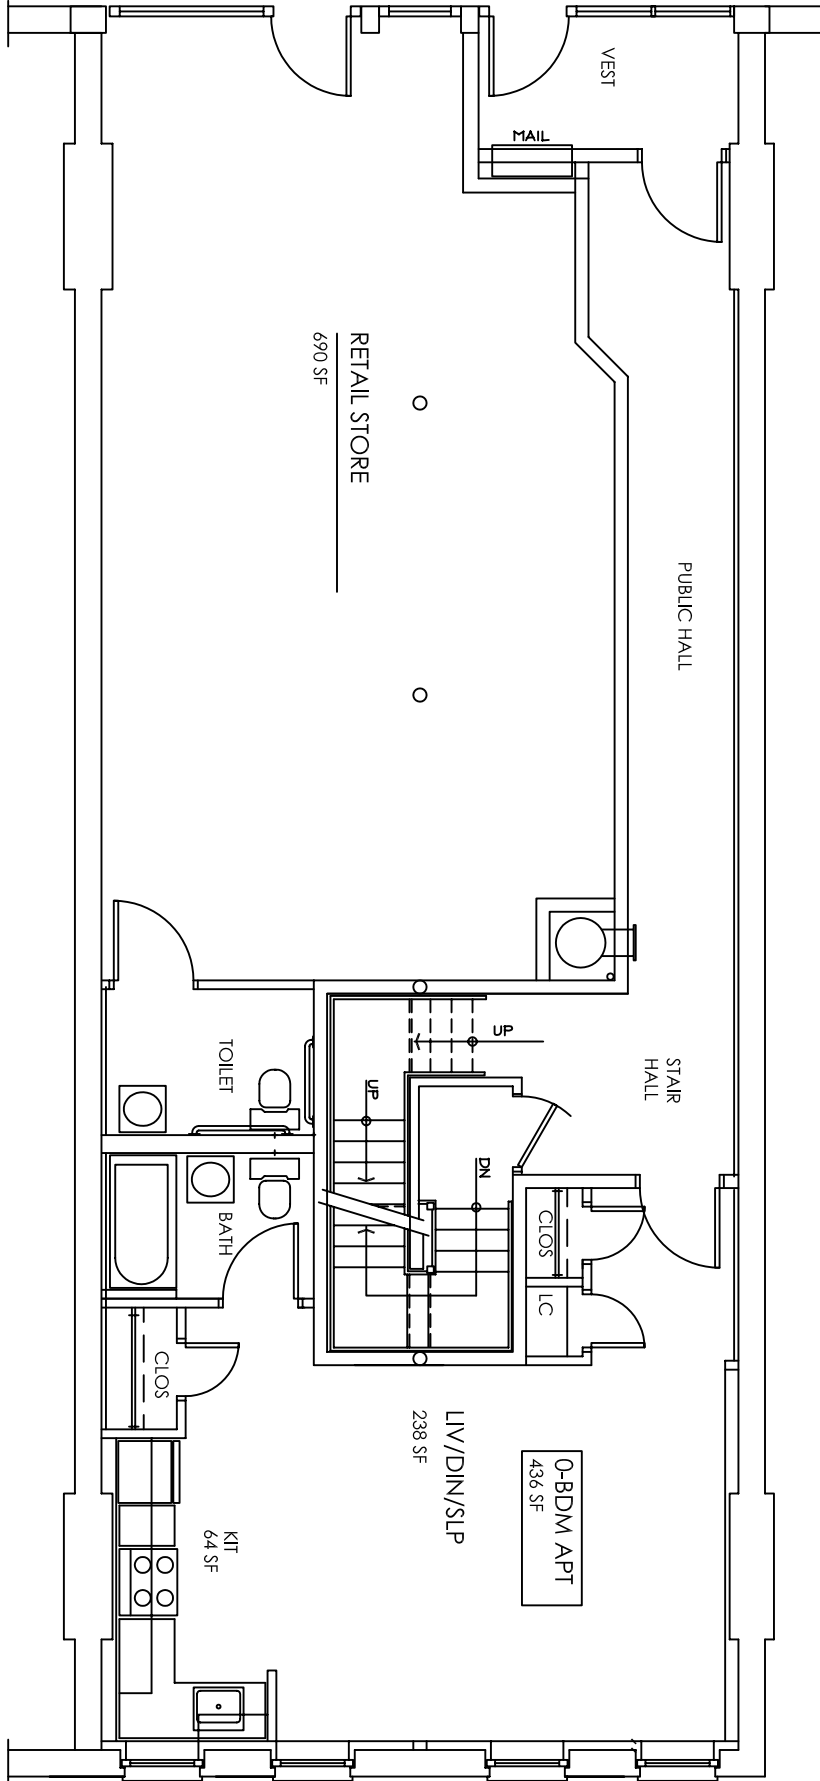 VEST
MAIL
RETAIL STORE
690 SF
PUBLIC HALL
UP
STAIR
HALL
TOILET
UP
DN
BATH
CLOS
LC
CLOS
LIV/DIN/SLP
238 SF
0-BDM APT
436 SF
KIT
64 SF